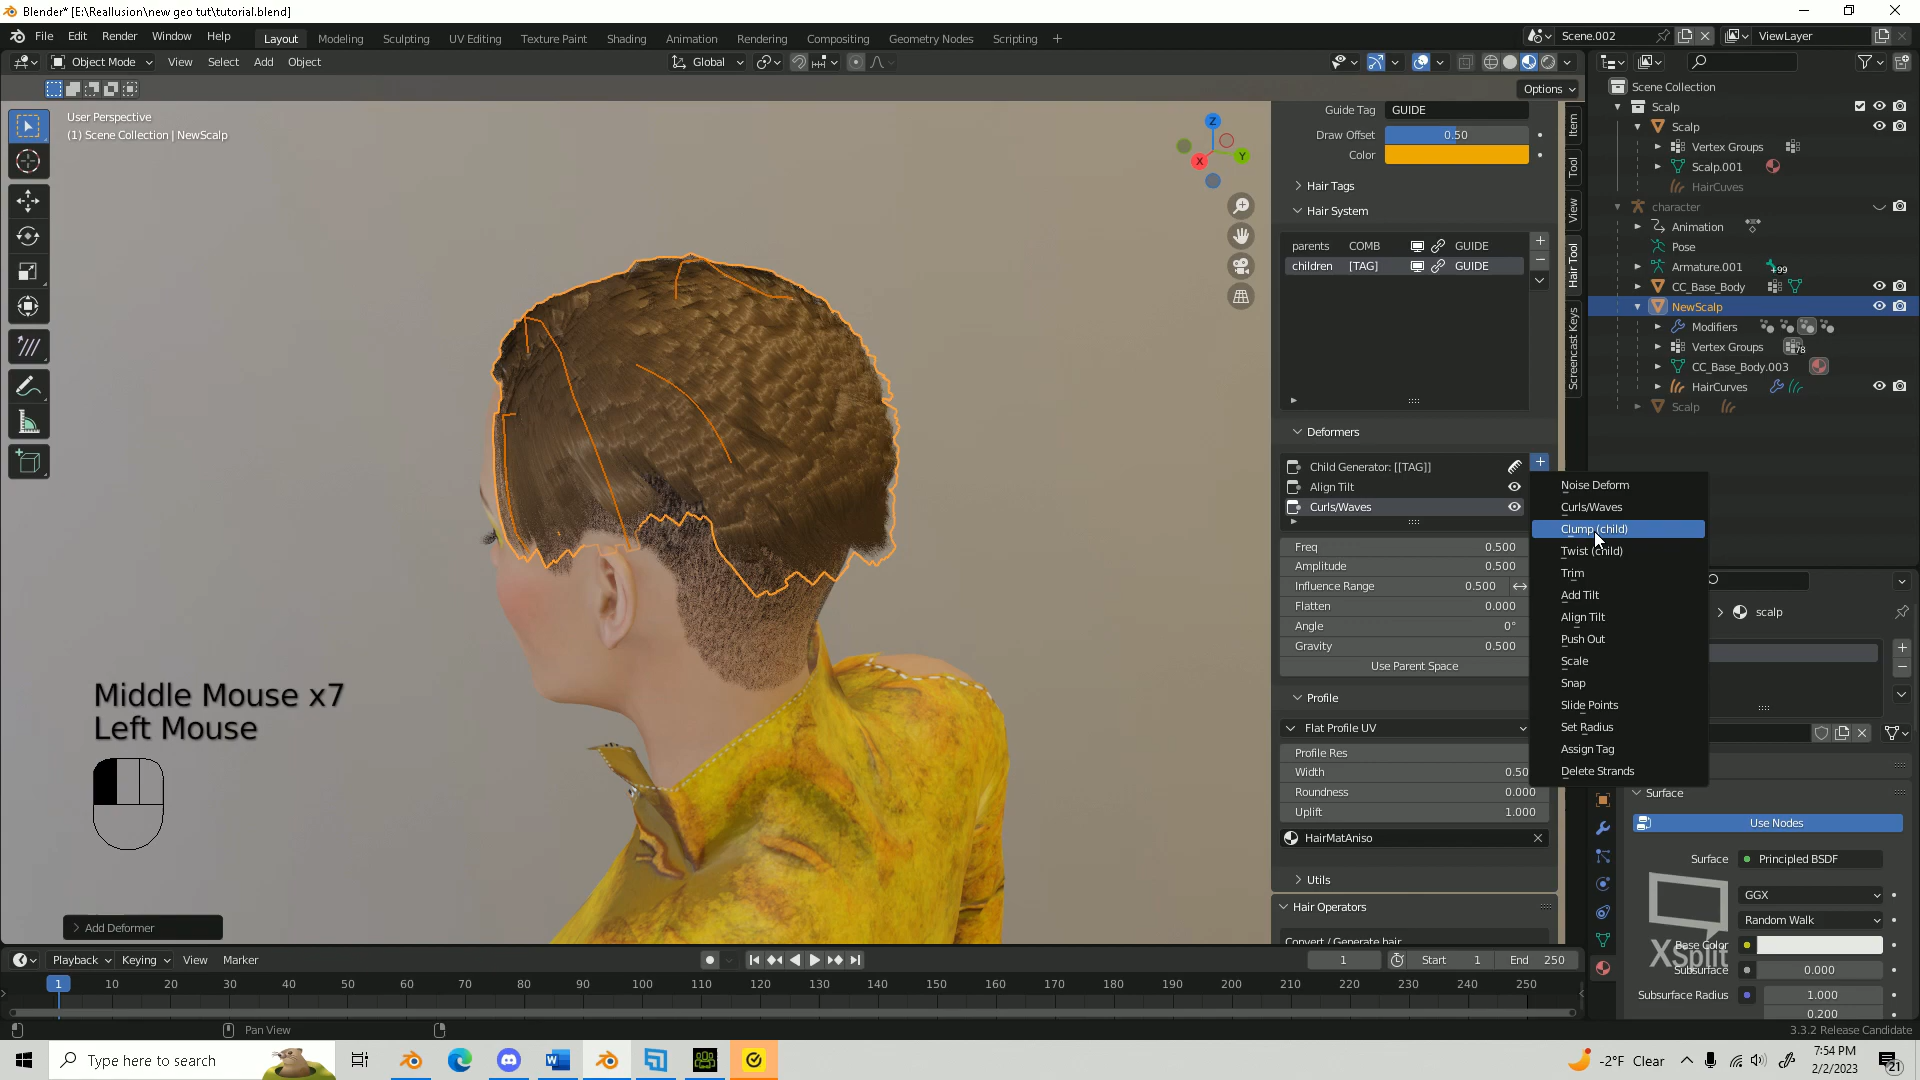 Blender* [E:\Reallusion\new geo tut\tutorial.blend]
File Edit Render Window Help Layout Modeling Sculpting UV Editing Texture Paint Shading Animation Rendering Compositing Geometry Nodes Scripting + Scene.002 ViewLayer
Object Mode View Select Add Object Global
Options
User Perspective
(1) Scene Collection | NewScalp
Z
Y
X
Guide Tag GUIDE
Draw Offset 0.50
Color
Hair Tags
Hair System
parents COMB GUIDE
children [TAG] GUIDE
Deformers
Child Generator: [[TAG]]
Align Tilt
Curls/Waves
Freq 0.500
Amplitude 0.500
Influence Range 0.500
Flatten 0.000
Angle 0°
Gravity 0.500
Use Parent Space
Profile
Flat Profile UV
Profile Res
Width 0.50
Roundness 0.000
Uplift 1.000
HairMatAniso
Utils
Hair Operators
Convert / Generate hair
Item
Tool
View
Hair Tool
Screencast Keys
Noise Deform
Curls/Waves
Clump (child)
Twist (child)
Trim
Add Tilt
Align Tilt
Push Out
Scale
Snap
Slide Points
Set Radius
Assign Tag
Delete Strands
Scene Collection
Scalp
Scalp
Vertex Groups
Scalp.001
HairCuves
character
Animation
Pose
Armature.001 +99
CC_Base_Body
NewScalp
Modifiers
Vertex Groups 78
CC_Base_Body.003
HairCurves
Scalp
scalp
Surface
Use Nodes
Surface Principled BSDF
GGX
Random Walk
Base Color
Subsurface 0.000
Subsurface Radius 1.000
0.200
XSplit
Middle Mouse x7
Left Mouse
Add Deformer
Playback Keying View Marker 1 Start 1 End 250
1 10 20 30 40 50 60 70 80 90 100 110 120 130 140 150 160 170 180 190 200 210 220 230 240 250
Pan View 3.3.2 Release Candidate
Type here to search
-2°F Clear
7:54 PM
2/2/2023
21